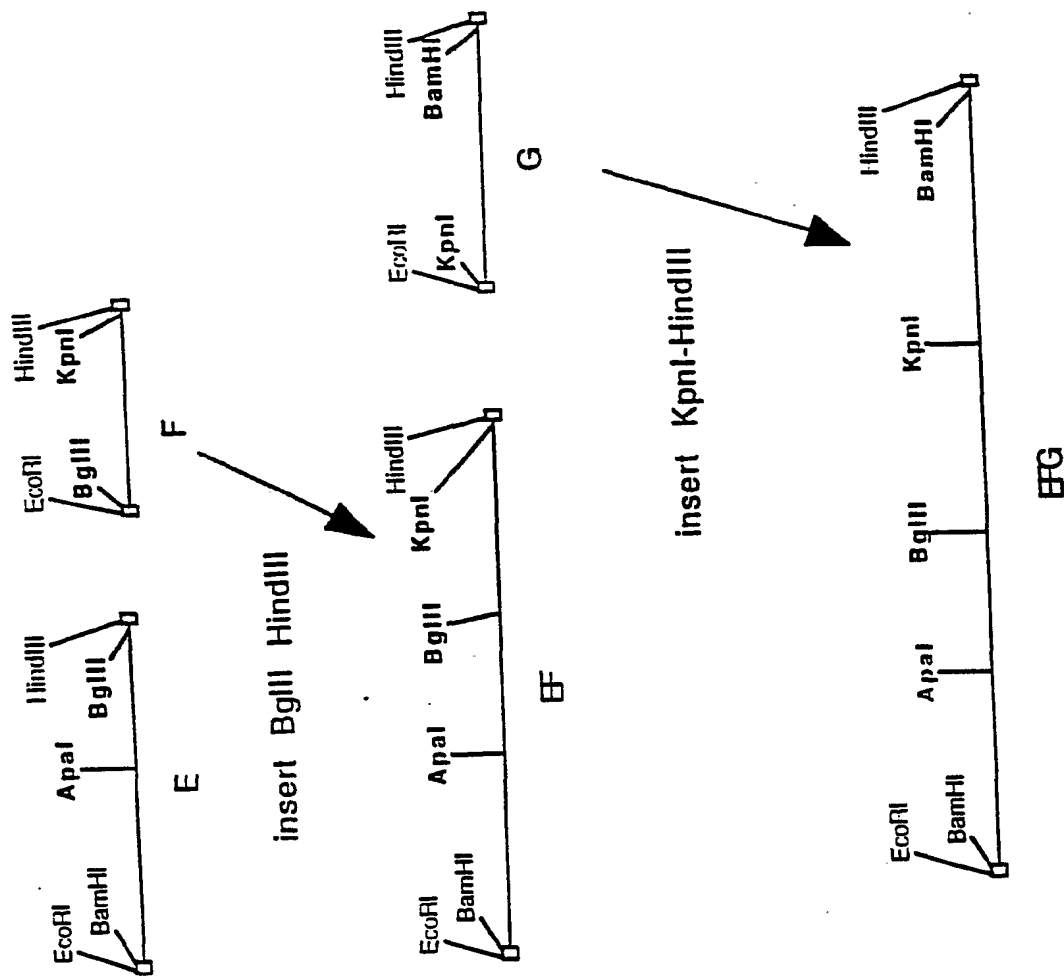 EcoRI
BamHI
ApaI
HindIII
BglII
E
EcoRI
BglII
HindIII
KpnI
F
insert BglII HindIII
EcoRI
BamHI
ApaI
BglII
HindIII
KpnI
EF
EcoRI
KpnI
HindIII
BamHI
G
insert KpnI-HindIII
EcoRI
BamHI
ApaI
BglII
KpnI
HindIII
BamHI
EFG